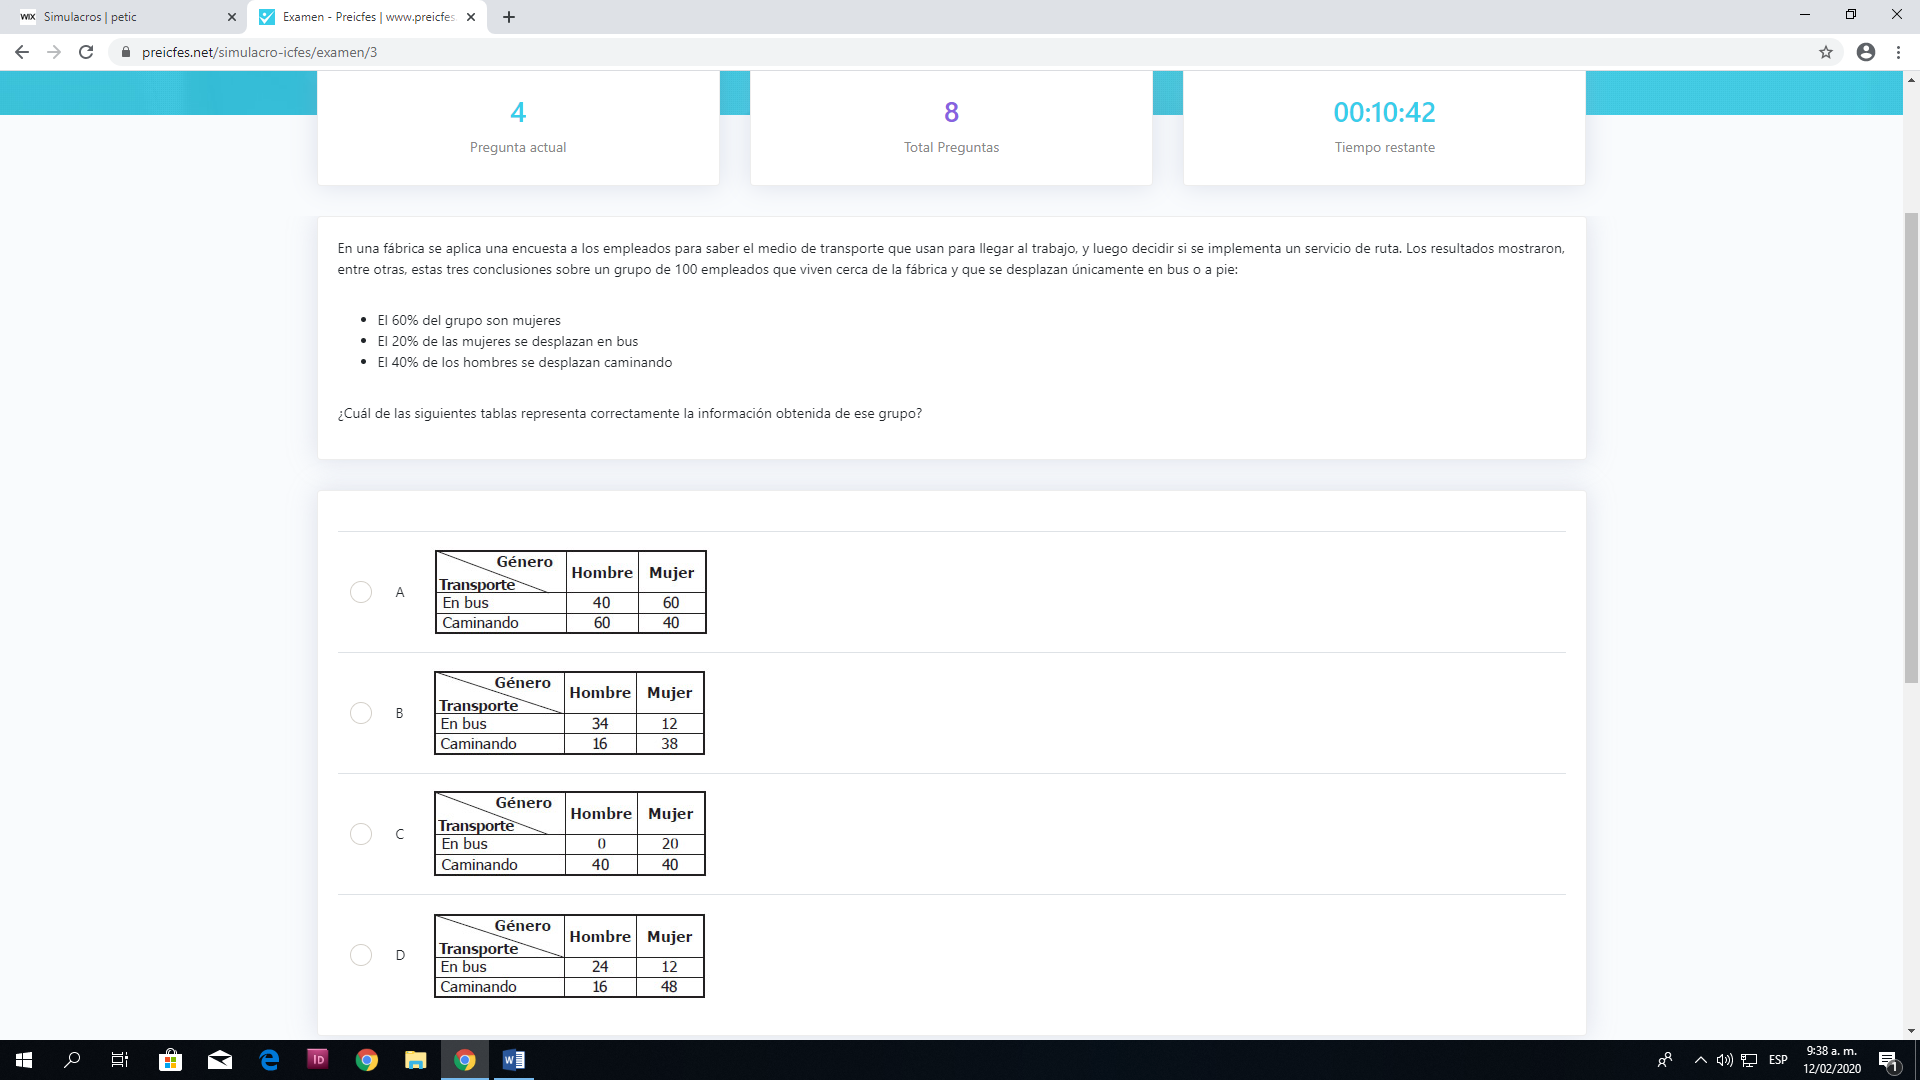 Simulacros | petic
Examen - Preicfes | www.preicfes.
preicfes.net/simulacro-icfes/examen/3
4
Pregunta actual
8
Total Preguntas
00:10:42
Tiempo restante
En una fábrica se aplica una encuesta a los empleados para saber el medio de transporte que usan para llegar al trabajo, y luego decidir si se implementa un servicio de ruta. Los resultados mostraron,
entre otras, estas tres conclusiones sobre un grupo de 100 empleados que viven cerca de la fábrica y que se desplazan únicamente en bus o a pie:
• El 60% del grupo son mujeres
• El 20% de las mujeres se desplazan en bus
• El 40% de los hombres se desplazan caminando
¿Cuál de las siguientes tablas representa correctamente la información obtenida de ese grupo?
A
Género
Transporte
Hombre Mujer
En bus 40 60
Caminando 60 40
B
Género
Transporte
Hombre Mujer
En bus 34 12
Caminando 16 38
C
Género
Transporte
Hombre Mujer
En bus 0 20
Caminando 40 40
D
Género
Transporte
Hombre Mujer
En bus 24 12
Caminando 16 48
ESP
9:38 a. m.
12/02/2020
1